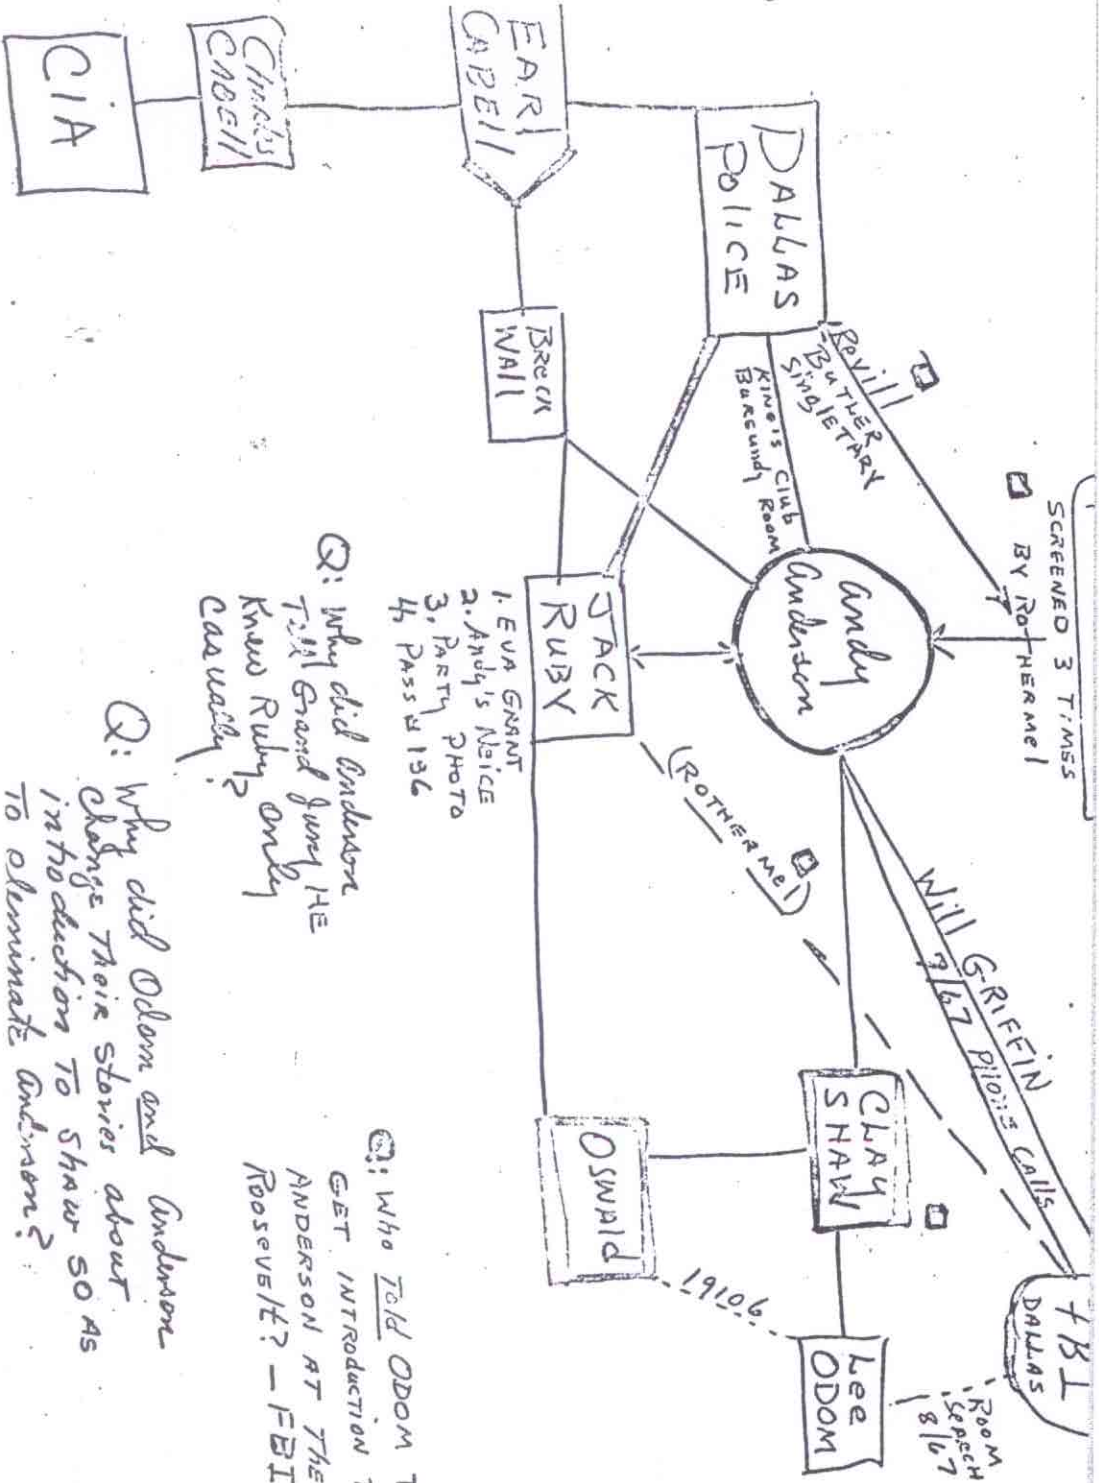 SCREENED 3 TIMES
BY ROTHERMEL
FBI
DALLAS
ROOM
SEARCH
8/67
Will GRIFFIN
7/67 PHONE CALLS
Revill
BUTHER
SINGLETARY
DALLAS
POLICE
KING'S Club
BURGUNDY ROOM
Andy
Anderson
(ROTHERMEL)
CLAY
SHAW
Lee
ODOM
EARl
CABEll
BRECK
WAll
JACK
RUBY
OSWAld
19106
Charles
CABEll
CIA
1. EVA GRANT
2. Andy's Neice
3. PARTY PHOTO
4. PASS # 136
Q: Why did Anderson
Tell Grand Jury HE
Knew Ruby only
casually?
Q: Who Told ODOM T
GET INTRODUCTION
ANDERSON AT THE
ROOSEVElt? - FBI
Q: Why did Odom and Anderson
change Their stories about
introduction To SHAW SO AS
To eleminate Anderson?